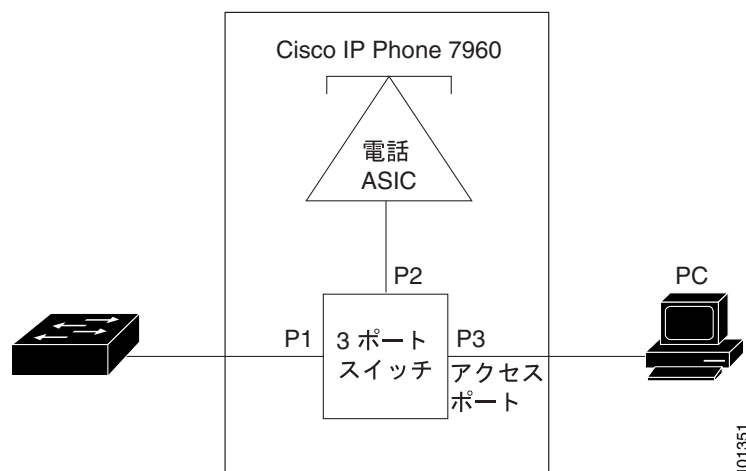 Cisco IP Phone 7960
電話
ASIC
P2
PC
P1
3 ポート
スイッチ
P3
アクセス
ポート
101351